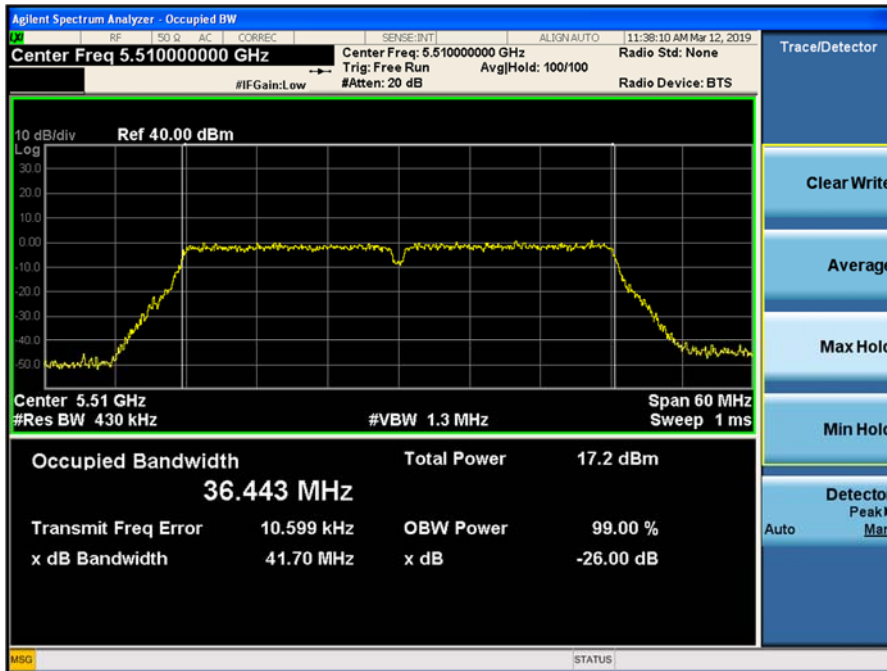 Agilent Spectrum Analyzer - Occupied BW
LXI RF 50 Ω AC CORREC SENSE:INT ALIGN AUTO 11:38:10 AM Mar 12, 2019
Center Freq 5.510000000 GHz
Center Freq: 5.510000000 GHz
Radio Std: None
Trig: Free Run Avg|Hold: 100/100
#IFGain:Low
#Atten: 20 dB
Radio Device: BTS
10 dB/div Ref 40.00 dBm
Log
30.0
20.0
10.0
0.00
-10.0
-20.0
-30.0
-40.0
-50.0
Center 5.51 GHz Span 60 MHz
#Res BW 430 kHz #VBW 1.3 MHz Sweep 1 ms
Occupied Bandwidth Total Power 17.2 dBm
36.443 MHz
Transmit Freq Error 10.599 kHz OBW Power 99.00 %
x dB Bandwidth 41.70 MHz x dB -26.00 dB
MSG STATUS
Trace/Detector
Clear Write
Average
Max Hold
Min Hold
Detecto
Peak
Auto Man